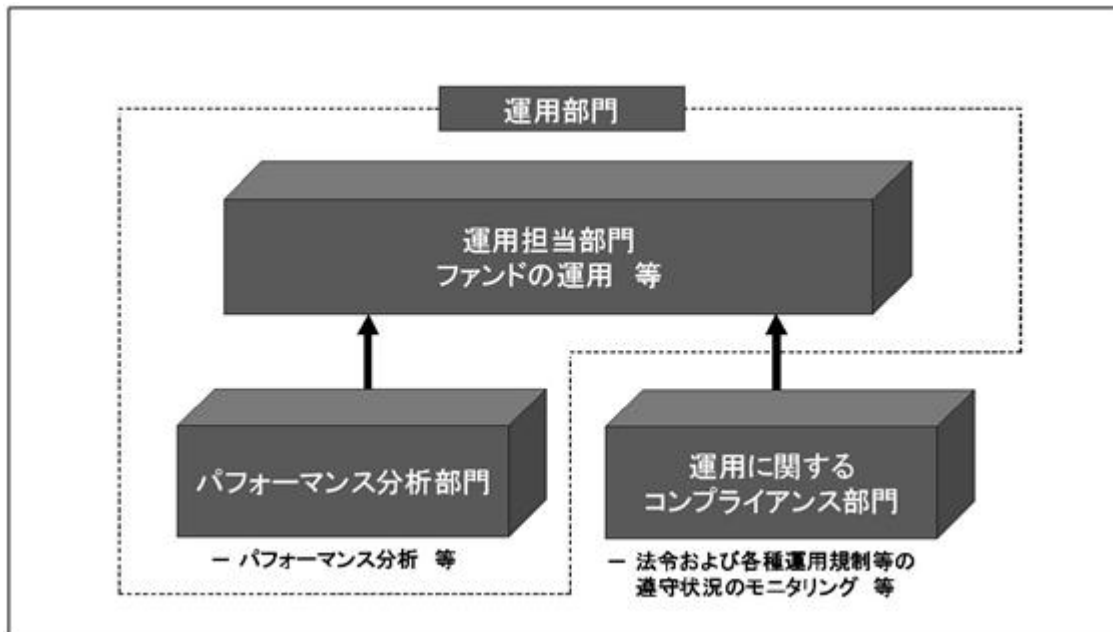 運用部門
運用担当部門
ファンドの運用 等
パフォーマンス分析部門
－ パフォーマンス分析 等
運用に関する
コンプライアンス部門
－ 法令および各種運用規制等の
遵守状況のモニタリング 等